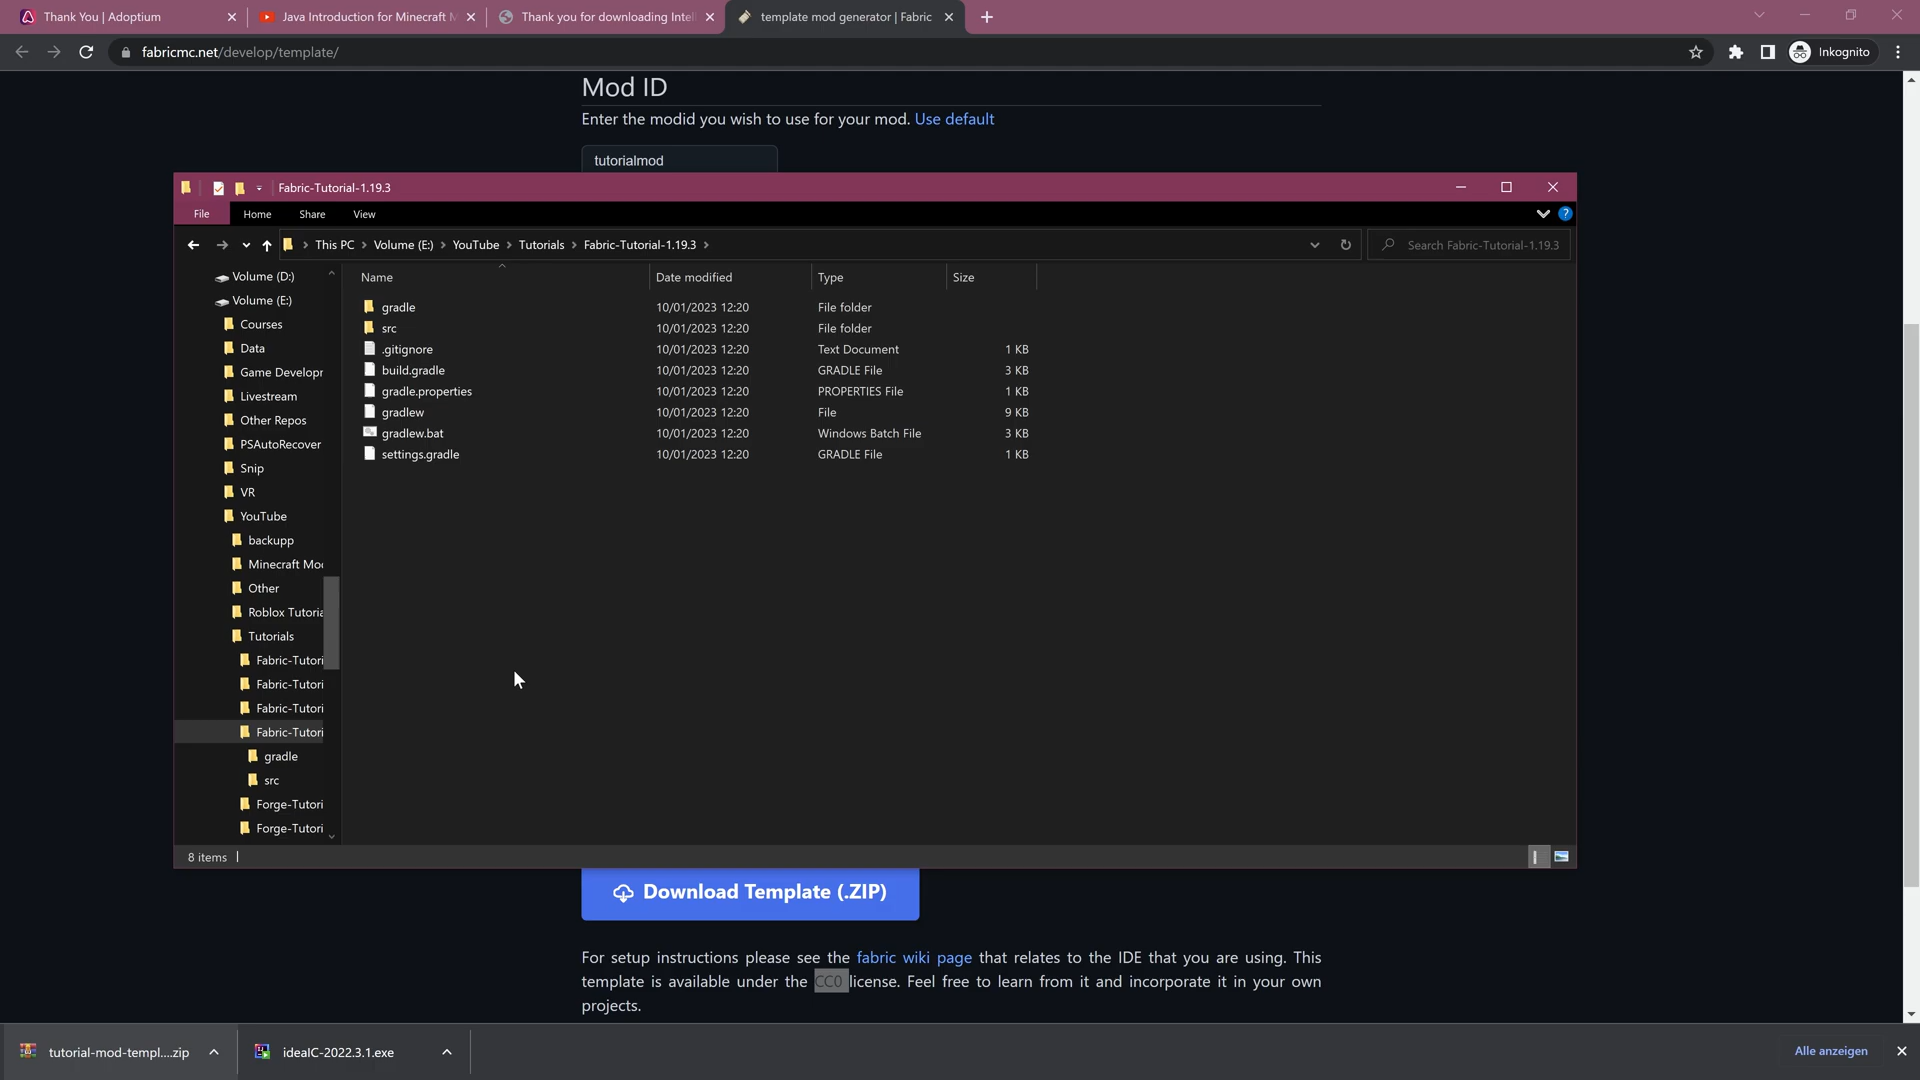 Thank You | Adoptium
Java Introduction for Minecraft M
Thank you for downloading Intel
template mod generator | Fabric
fabricmc.net/develop/template/
Inkognito
Mod ID
Enter the modid you wish to use for your mod. Use default
tutorialmod
Fabric-Tutorial-1.19.3
File Home Share View
This PC > Volume (E:) > YouTube > Tutorials > Fabric-Tutorial-1.19.3 >
Search Fabric-Tutorial-1.19.3
Name Date modified Type Size
gradle 10/01/2023 12:20 File folder
src 10/01/2023 12:20 File folder
.gitignore 10/01/2023 12:20 Text Document 1 KB
build.gradle 10/01/2023 12:20 GRADLE File 3 KB
gradle.properties 10/01/2023 12:20 PROPERTIES File 1 KB
gradlew 10/01/2023 12:20 File 9 KB
gradlew.bat 10/01/2023 12:20 Windows Batch File 3 KB
settings.gradle 10/01/2023 12:20 GRADLE File 1 KB
Volume (D:)
Volume (E:)
Courses
Data
Game Developr
Livestream
Other Repos
PSAutoRecover
Snip
VR
YouTube
backupp
Minecraft Mod
Other
Roblox Tutoria
Tutorials
Fabric-Tutori
Fabric-Tutori
Fabric-Tutori
Fabric-Tutori
gradle
src
Forge-Tutori
Forge-Tutori
8 items
Download Template (.ZIP)
For setup instructions please see the fabric wiki page that relates to the IDE that you are using. This
template is available under the CC0 license. Feel free to learn from it and incorporate it in your own
projects.
tutorial-mod-templ....zip
ideaIC-2022.3.1.exe
Alle anzeigen